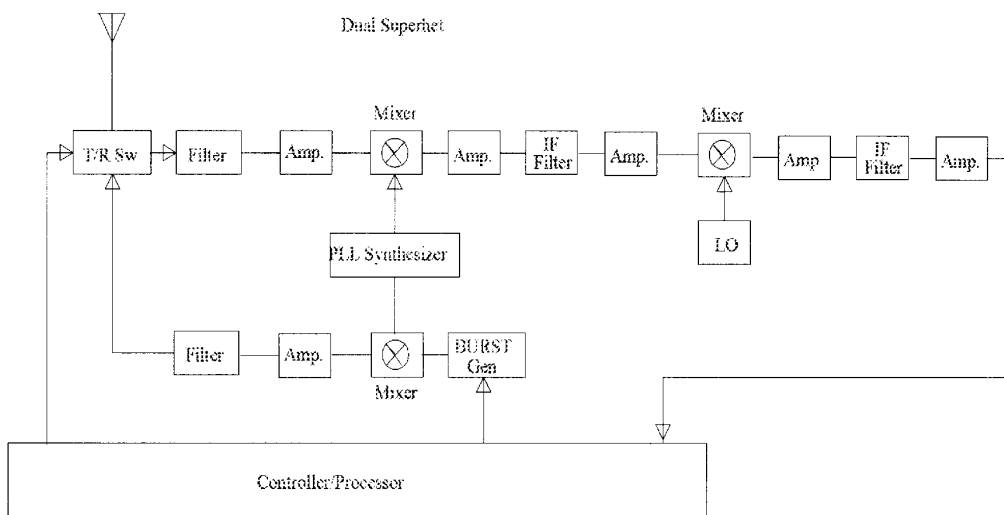 Dual Superhet
Mixer
Mixer
T/R Sw
Filter
Amp.
Amp.
IF
Filter
Amp.
Amp
IF
Filter
Amp.
PLL Synthesizer
LO
Filter
Amp.
BURST
Gen
Mixer
Controller/Processor